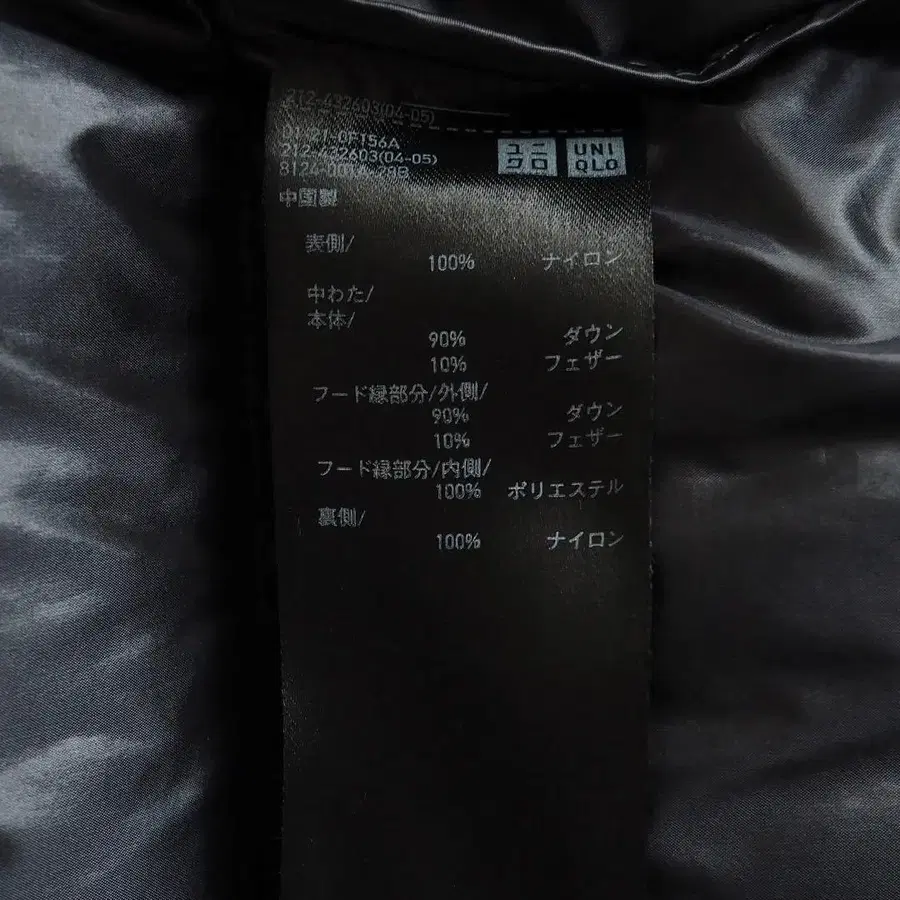 212-432603(04-05)
212-432603(04-05)
ユニクロ
UNIQLO
中国製
表側/
100% ナイロン
中わた/
本体/
90% ダウン
10% フェザー
フード縁部分/外側/
90% ダウン
10% フェザー
フード縁部分/内側/
100% ポリエステル
裏側/
100% ナイロン